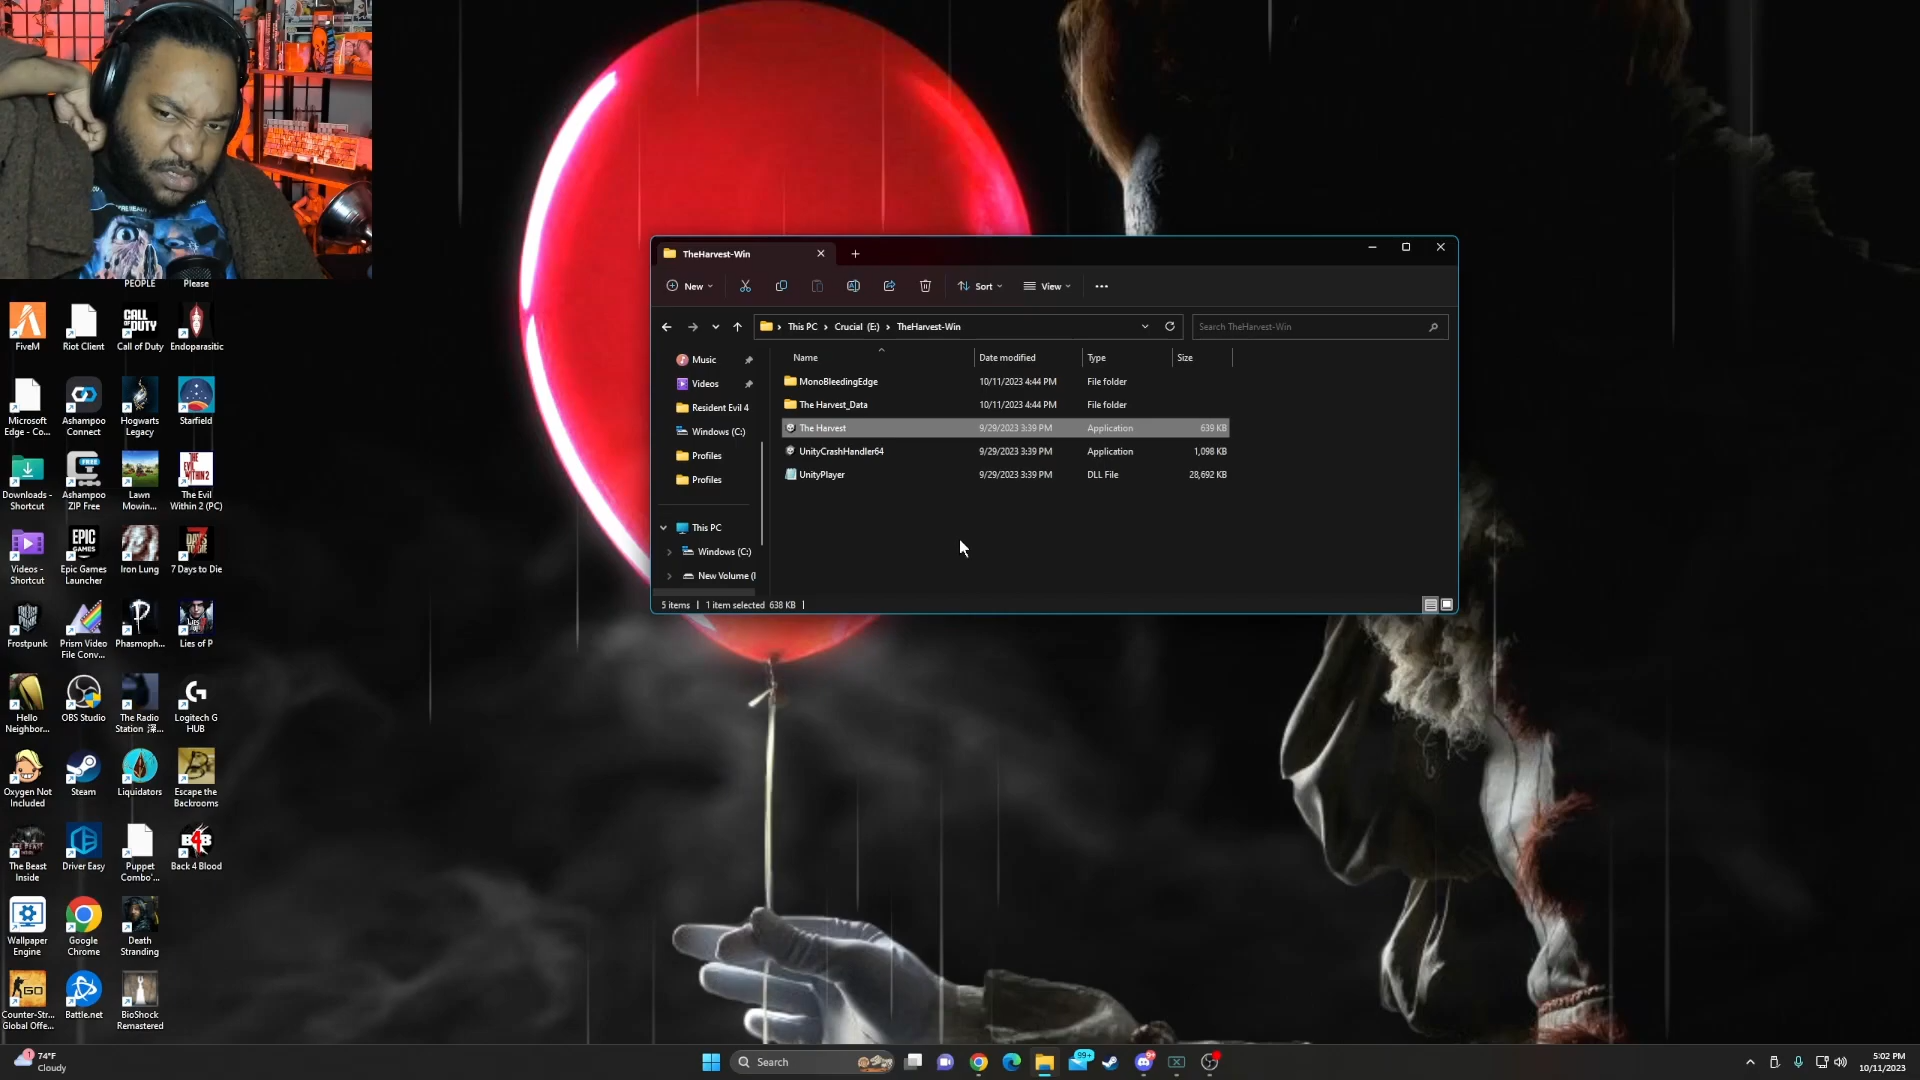 PEOPLE
Please
FiveM
Riot Client
Call of Duty
Endoparasitic
Microsoft Edge - Co...
Ashampoo Connect
Hogwarts Legacy
Starfield
Downloads - Shortcut
Ashampoo ZIP Free
Lawn Mowin...
The Evil Within 2 (PC)
Videos - Shortcut
Epic Games Launcher
Iron Lung
7 Days to Die
Frostpunk
Prism Video File Conv...
Phasmoph...
Lies of P
Hello Neighbor...
OBS Studio
The Radio Station 深...
Logitech G HUB
Oxygen Not Included
Steam
Liquidators
Escape the Backrooms
The Beast Inside
Driver Easy
Puppet Combo'...
Back 4 Blood
Wallpaper Engine
Google Chrome
Death Stranding
Counter-Str... Global Offe...
Battle.net
BioShock Remastered
TheHarvest-Win
New
Sort
View
This PC > Crucial (E:) > TheHarvest-Win
Search TheHarvest-Win
Music
Videos
Resident Evil 4
Windows (C:)
Profiles
Profiles
This PC
Windows (C:)
New Volume (
Name Date modified Type Size
MonoBleedingEdge 10/11/2023 4:44 PM File folder
The Harvest_Data 10/11/2023 4:44 PM File folder
The Harvest 9/29/2023 3:39 PM Application 639 KB
UnityCrashHandler64 9/29/2023 3:39 PM Application 1,098 KB
UnityPlayer 9/29/2023 3:39 PM DLL File 28,692 KB
5 items | 1 item selected 638 KB |
74°F
Cloudy
Search
99+
5:02 PM
10/11/2023